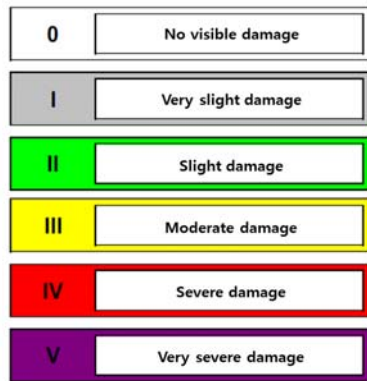 0 No visible damage
I Very slight damage
II Slight damage
III Moderate damage
IV Severe damage
V Very severe damage